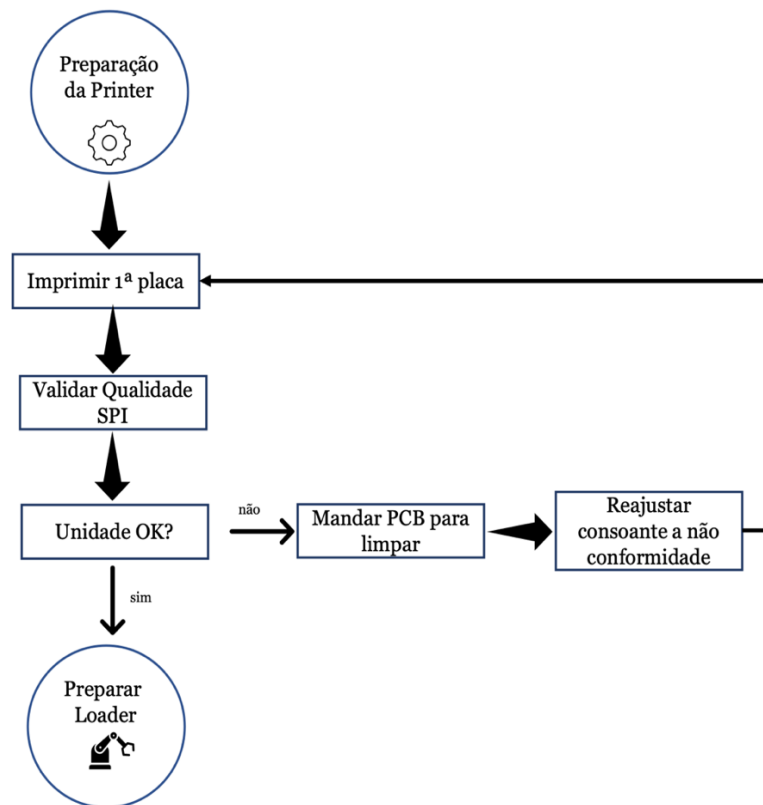 Preparação
da Printer
Imprimir 1ª placa
Validar Qualidade
SPI
Unidade OK?
não
Mandar PCB para
limpar
Reajustar
consoante a não
conformidade
sim
Preparar
Loader